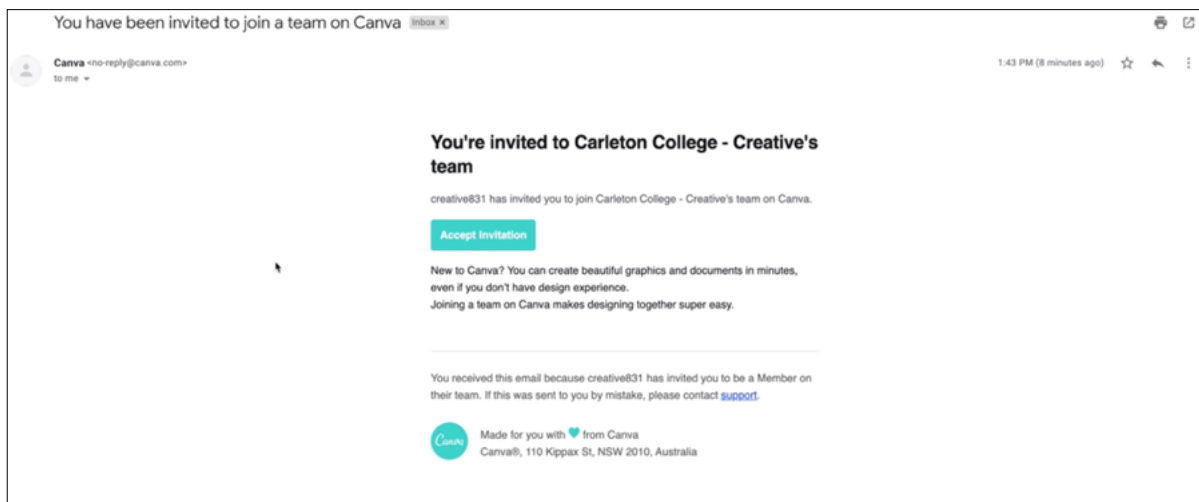 You have been invited to join a team on Canva Inbox ×
Canva <no-reply@canva.com>
1:43 PM (8 minutes ago)
to me
You're invited to Carleton College - Creative's
team
creative831 has invited you to join Carleton College - Creative's team on Canva.
Accept Invitation
New to Canva? You can create beautiful graphics and documents in minutes,
even if you don't have design experience.
Joining a team on Canva makes designing together super easy.
You received this email because creative831 has invited you to be a Member on
their team. If this was sent to you by mistake, please contact support.
Canva
Made for you with 💙 from Canva
Canva®, 110 Kippax St, NSW 2010, Australia